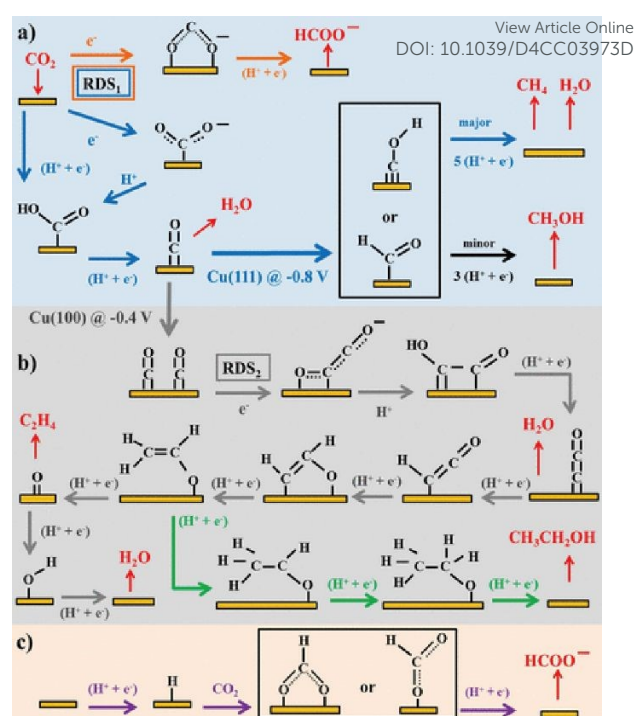 View Article Online
DOI: 10.1039/D4CC03973D
a)
CO₂
e⁻
RDS₁
O
C
O
−
(H⁺ + e⁻)
HCOO⁻
e⁻
O
O
−
C
(H⁺ + e⁻)
H⁺
HO
O
C
(H⁺ + e⁻)
O
C
H₂O
Cu(111) @ -0.8 V
H
O
C
or
H
O
C
major
5 (H⁺ + e⁻)
CH₄
H₂O
minor
3 (H⁺ + e⁻)
CH₃OH
Cu(100) @ -0.4 V
b)
O
O
C
C
RDS₂
e⁻
O
−
C
O
C
H⁺
HO
O
C
C
(H⁺ + e⁻)
H₂O
O
C
C
(H⁺ + e⁻)
H
C
C
O
(H⁺ + e⁻)
H
H
C
C
O
(H⁺ + e⁻)
H
H
C
C
H
O
(H⁺ + e⁻)
C₂H₄
O
(H⁺ + e⁻)
H
O
(H⁺ + e⁻)
H₂O
(H⁺ + e⁻)
H
H
H
H
C
C
O
(H⁺ + e⁻)
H
H
H
H
H
C
C
O
(H⁺ + e⁻)
CH₃CH₂OH
c)
(H⁺ + e⁻)
H
CO₂
H
C
O
O
or
H
O
C
O
(H⁺ + e⁻)
HCOO⁻